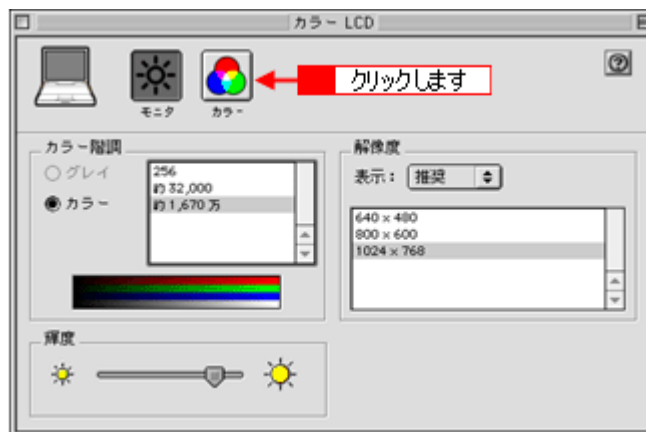 カラー LCD
モニタ
カラー
クリックします
カラー階調
グレイ
カラー
256
約 32,000
約 1,670 万
解像度
表示： 推奨
640 x 480
800 x 600
1024 x 768
輝度